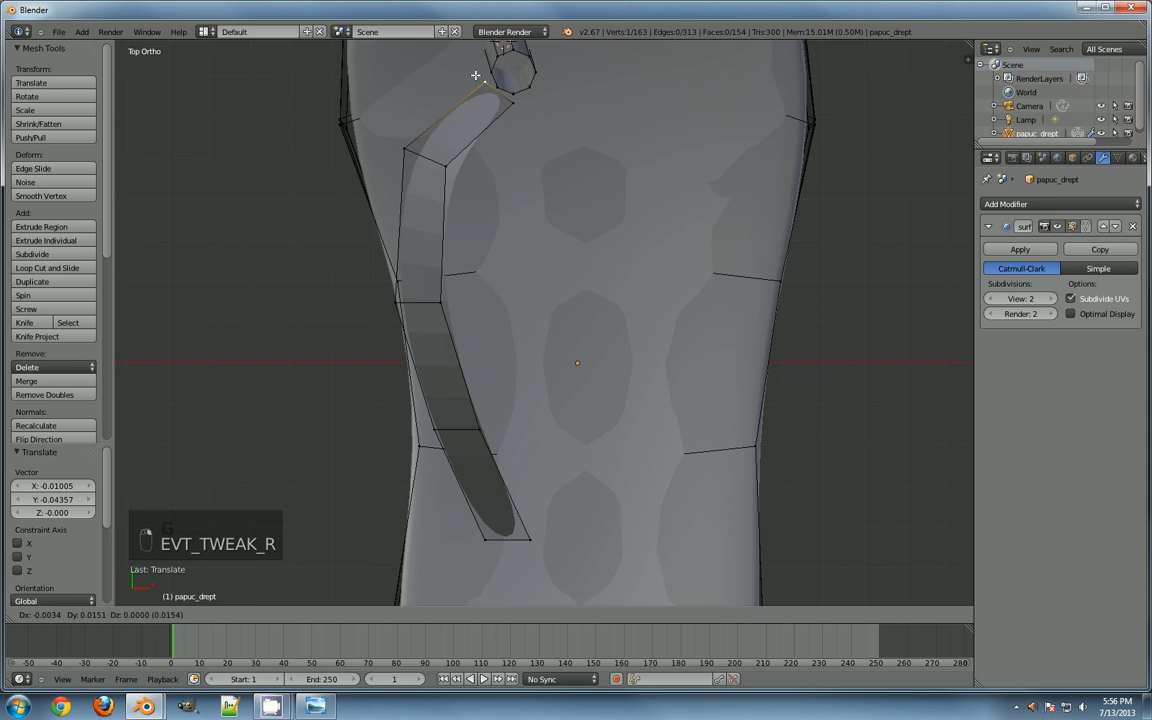 Blender
File Add Render Window Help Default Scene Blender Render v2.67 | Verts:1/163 | Edges:0/313 | Faces:0/154 | Tris:300 | Mem:15.01M (0.50M) | papuc_drept
Mesh Tools
Transform:
Translate
Rotate
Scale
Shrink/Fatten
Push/Pull
Deform:
Edge Slide
Noise
Smooth Vertex
Add:
Extrude Region
Extrude Individual
Subdivide
Loop Cut and Slide
Duplicate
Spin
Screw
Knife Select
Knife Project
Remove:
Delete
Merge
Remove Doubles
Normals:
Recalculate
Flip Direction
Translate
Vector
X: -0.01005
Y: -0.04357
Z: -0.000
Constraint Axis
X
Y
Z
Orientation
Global
Top Ortho
G
EVT_TWEAK_R
Last: Translate
(1) papuc_drept
Dx: -0.0034 Dy: 0.0151 Dz: 0.0000 (0.0154)
View Search All Scenes
Scene
RenderLayers
World
Camera
Lamp
papuc_drept
papuc_drept
Add Modifier
surf
Apply Copy
Catmull-Clark Simple
Subdivisions: Options:
View: 2 Subdivide UVs
Render: 2 Optimal Display
-50 -40 -30 -20 -10 0 10 20 30 40 50 60 70 80 90 100 110 120 130 140 150 160 170 180 190 200 210 220 230 240 250 260 270 280
View Marker Frame Playback Start: 1 End: 250 1 No Sync
5:56 PM
7/13/2013